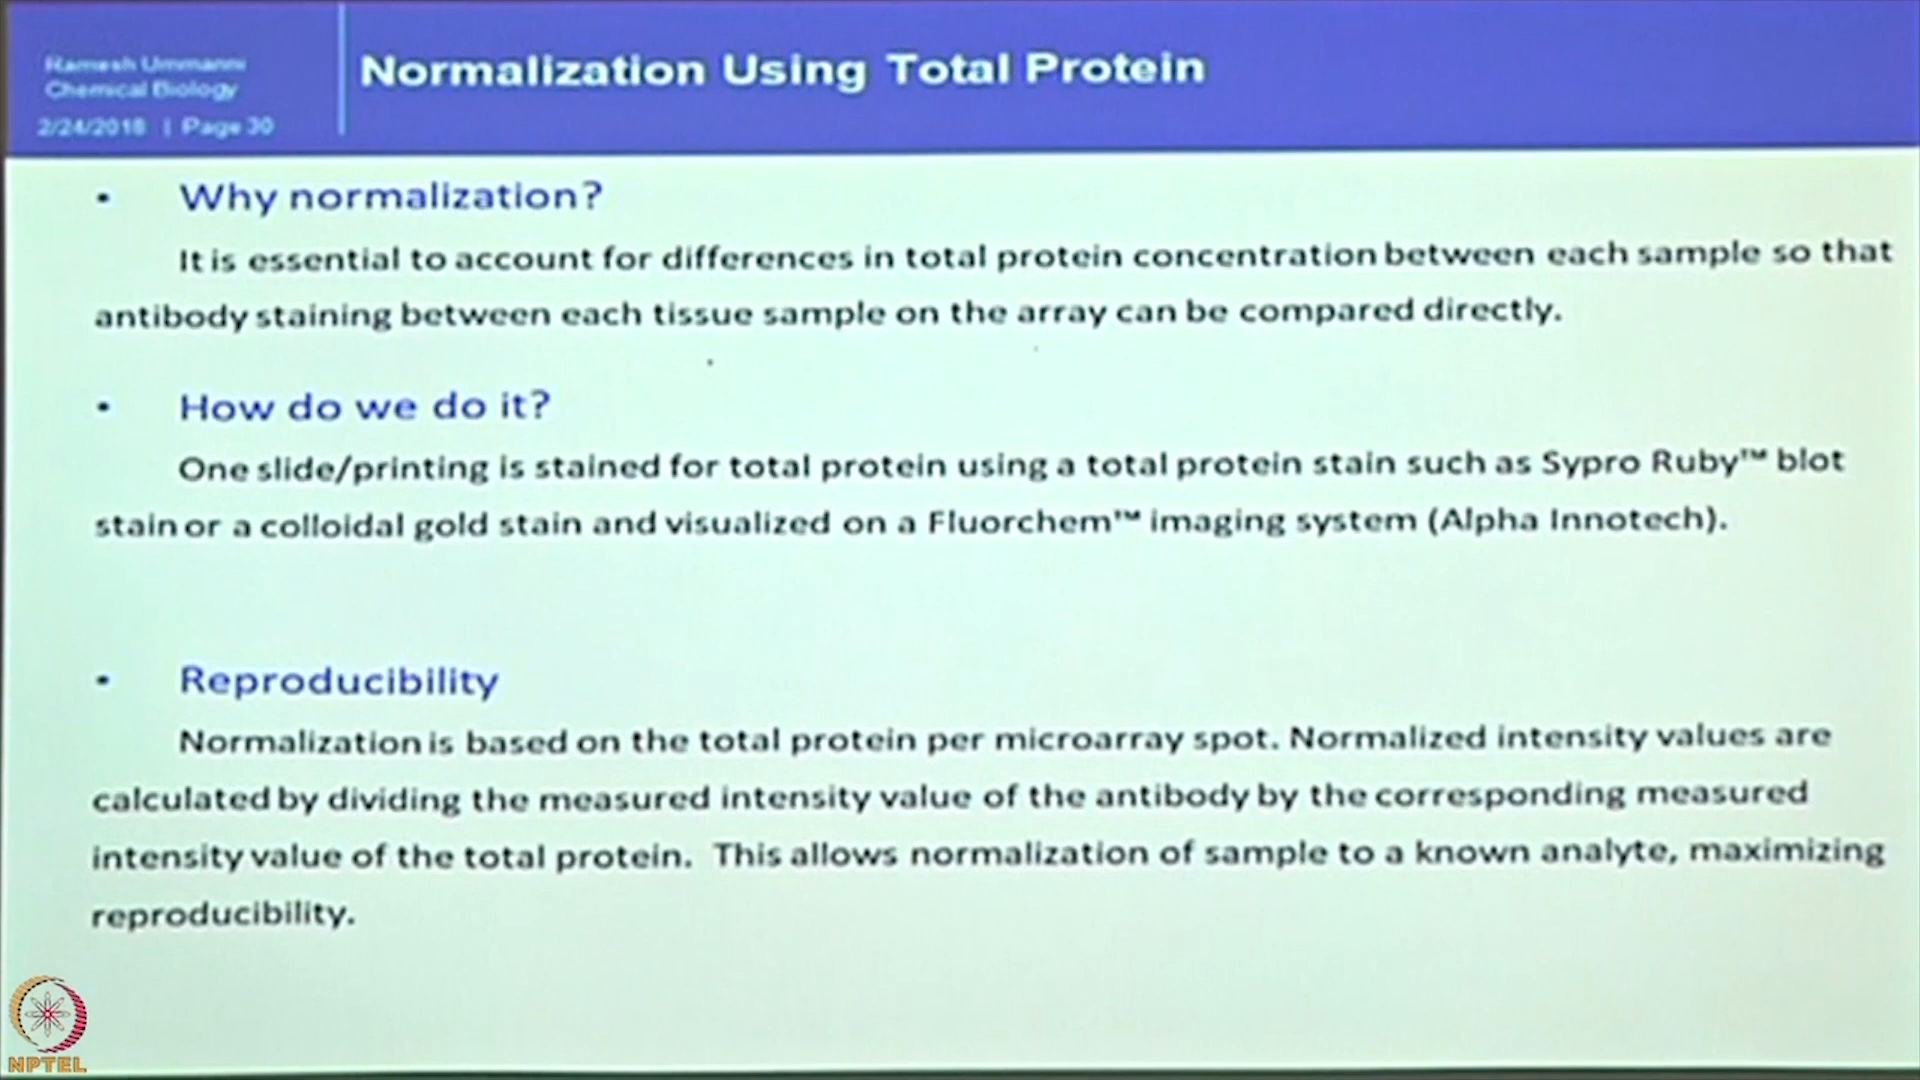 Ramesh Ummanni
Chemical Biology
2/24/2018 | Page 30
Normalization Using Total Protein
• Why normalization?
It is essential to account for differences in total protein concentration between each sample so that
antibody staining between each tissue sample on the array can be compared directly.
• How do we do it?
One slide/printing is stained for total protein using a total protein stain such as Sypro Ruby™ blot
stain or a colloidal gold stain and visualized on a Fluorchem™ imaging system (Alpha Innotech).
• Reproducibility
Normalization is based on the total protein per microarray spot. Normalized intensity values are
calculated by dividing the measured intensity value of the antibody by the corresponding measured
intensity value of the total protein. This allows normalization of sample to a known analyte, maximizing
reproducibility.
NPTEL